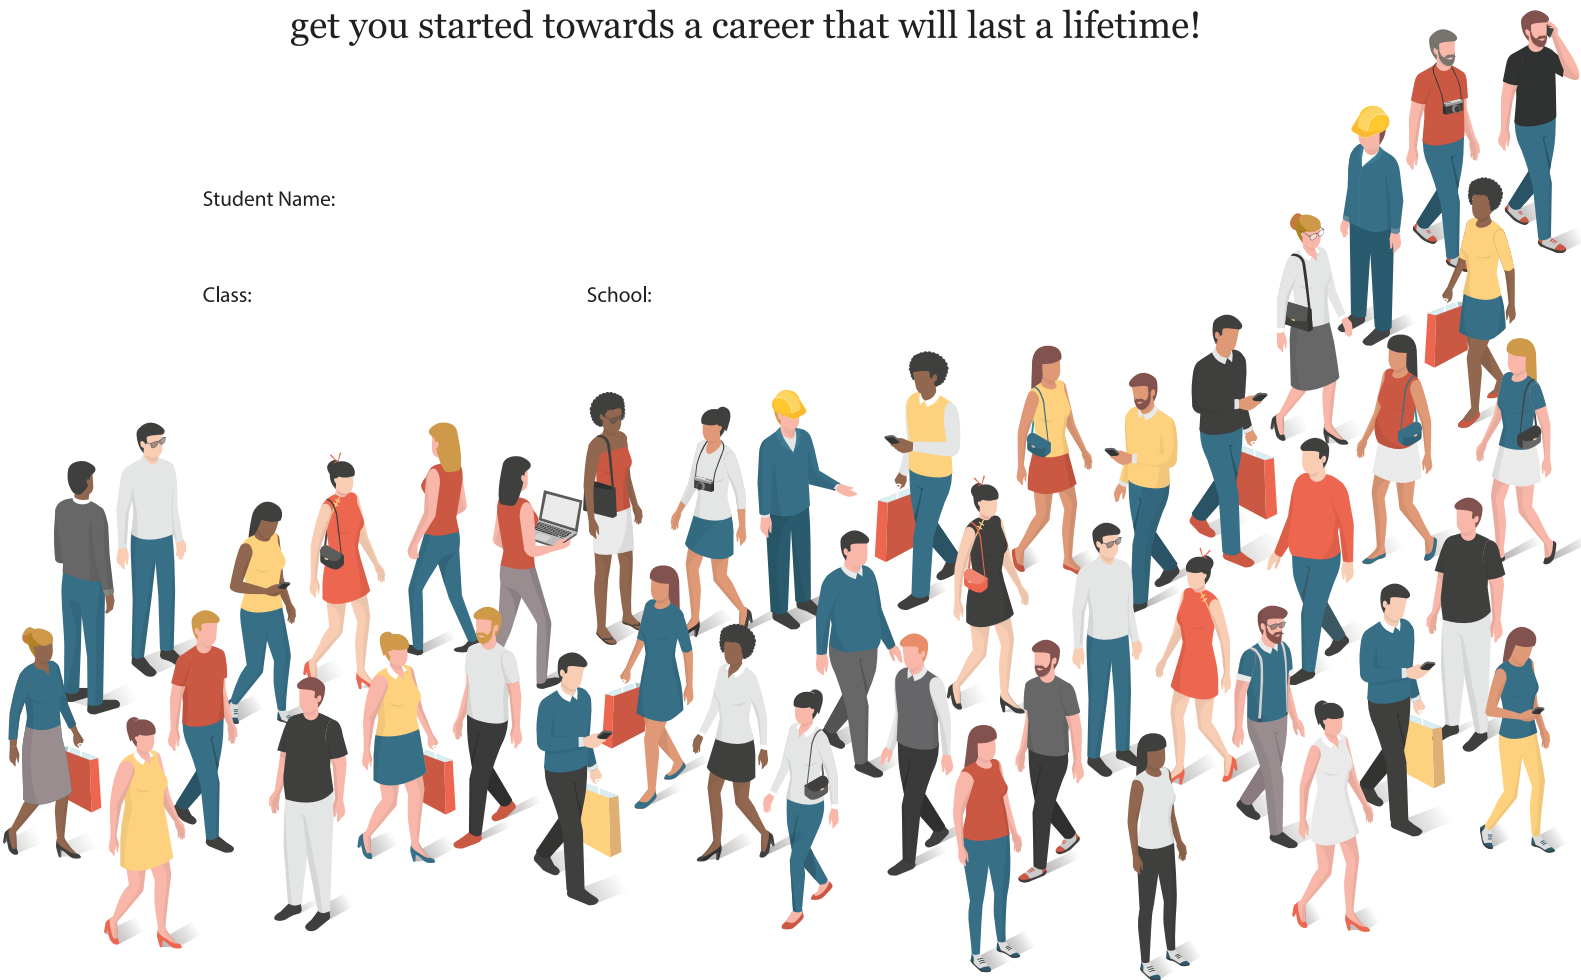 get you started towards a career that will last a lifetime!
Student Name:
Class: School: